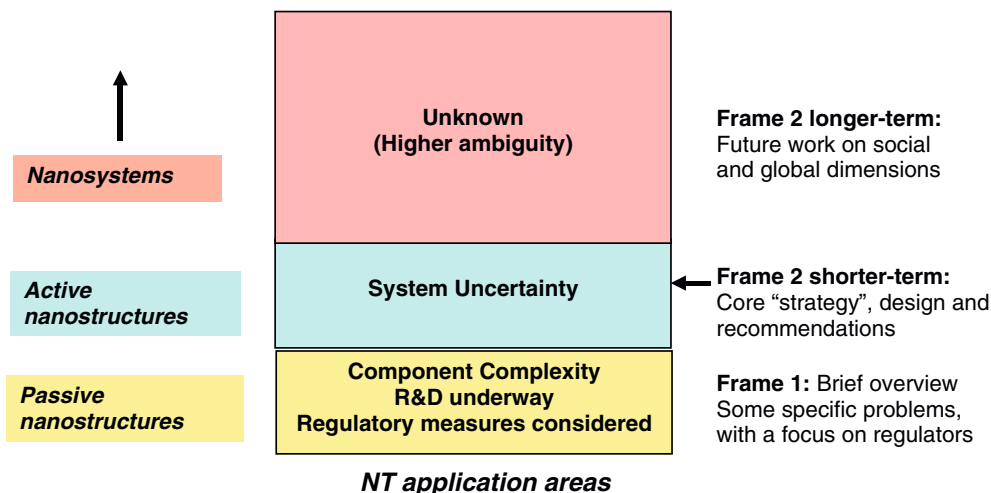 Unknown
(Higher ambiguity)
Frame 2 longer-term:
Future work on social
and global dimensions
Nanosystems
Active
nanostructures
System Uncertainty
Frame 2 shorter-term:
Core “strategy”, design and
recommendations
Passive
nanostructures
Component Complexity
R&D underway
Regulatory measures considered
Frame 1: Brief overview
Some specific problems,
with a focus on regulators
NT application areas